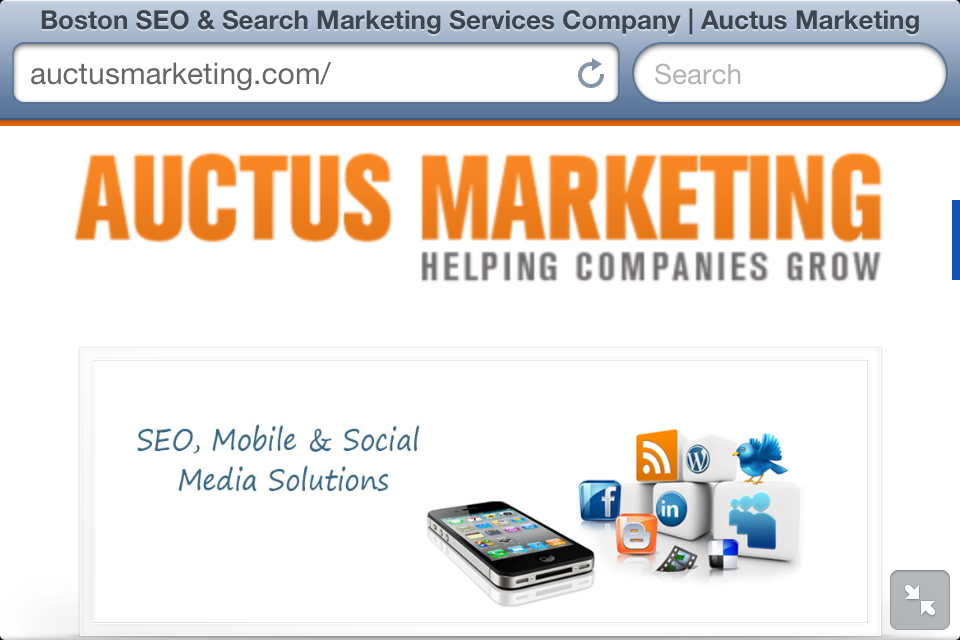 Boston SEO & Search Marketing Services Company | Auctus Marketing
auctusmarketing.com/
Search
AUCTUS MARKETING
HELPING COMPANIES GROW
SEO, Mobile & Social
Media Solutions
f
in